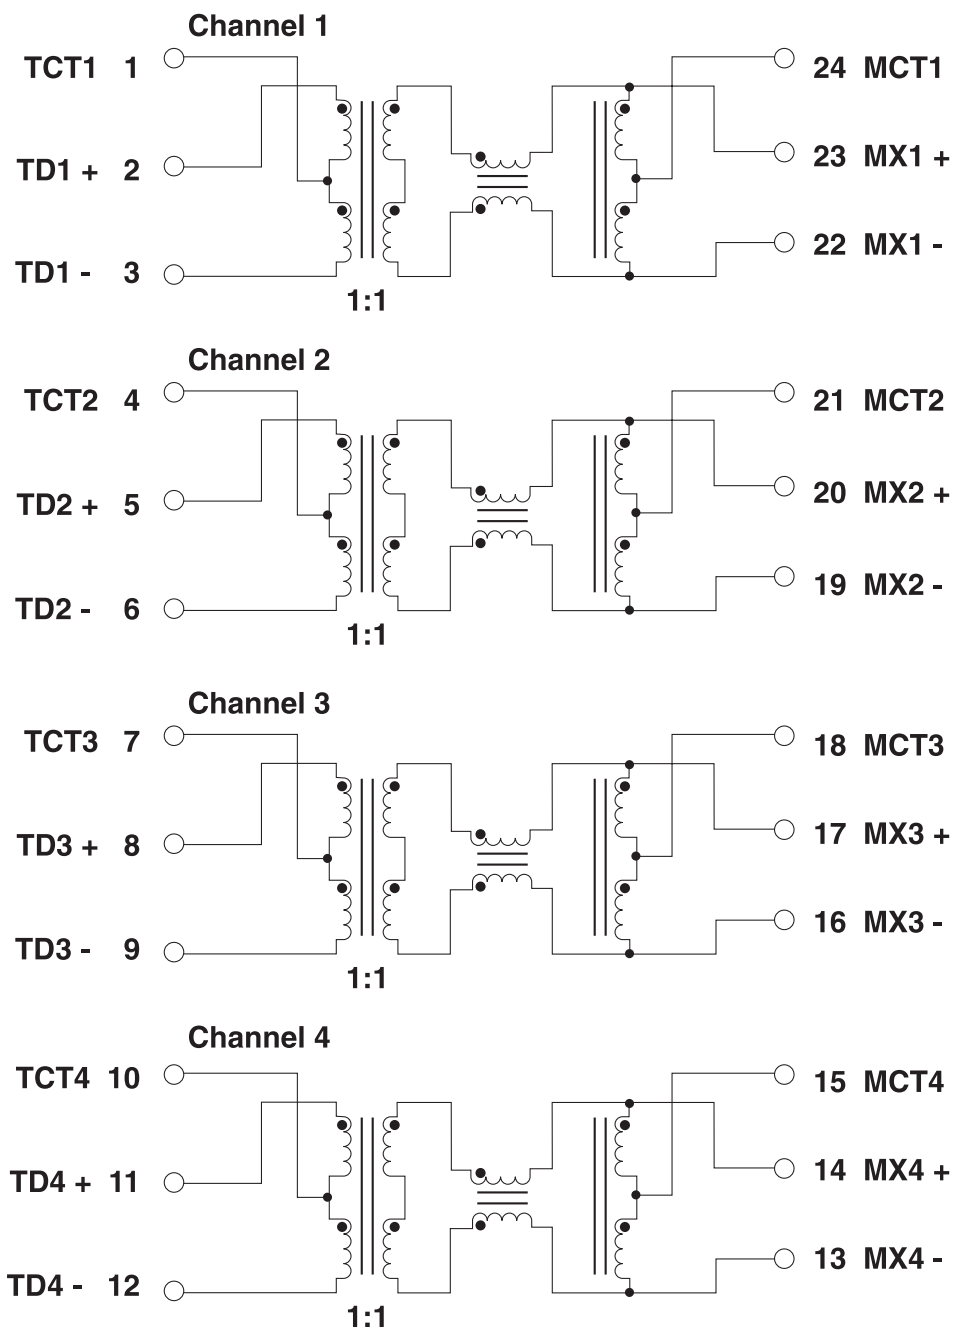 Channel 1
TCT1 1
24 MCT1
TD1 + 2
23 MX1 +
22 MX1 -
TD1 - 3
1:1
Channel 2
TCT2 4
21 MCT2
TD2 + 5
20 MX2 +
19 MX2 -
TD2 - 6
1:1
Channel 3
TCT3 7
18 MCT3
TD3 + 8
17 MX3 +
16 MX3 -
TD3 - 9
1:1
Channel 4
TCT4 10
15 MCT4
TD4 + 11
14 MX4 +
13 MX4 -
TD4 - 12
1:1